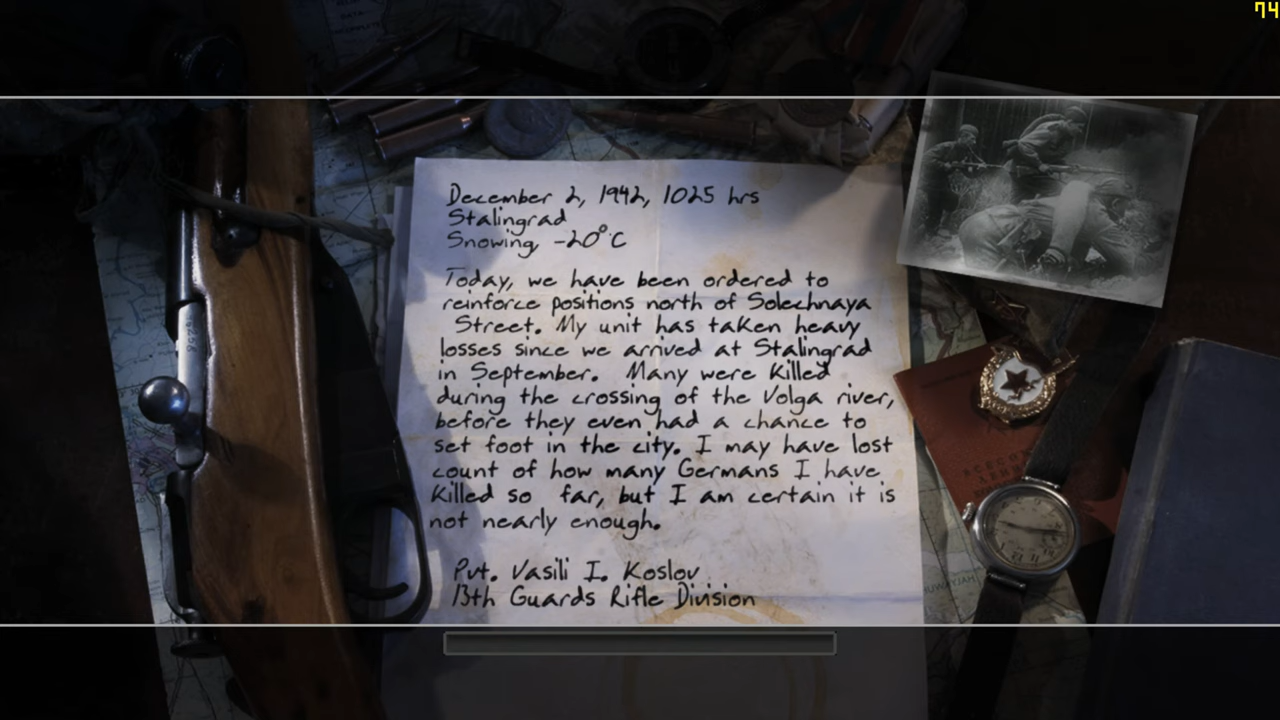 74
December 2, 1942, 1025 hrs
Stalingrad
Snowing, -20°C
Today, we have been ordered to
reinforce positions north of Solechnaya
Street. My unit has taken heavy
losses since we arrived at Stalingrad
in September. Many were killed
during the crossing of the Volga river,
before they even had a chance to
set foot in the city. I may have lost
count of how many Germans I have
killed so far, but I am certain it is
not nearly enough.
Pvt. Vasili I. Koslov
13th Guards Rifle Division